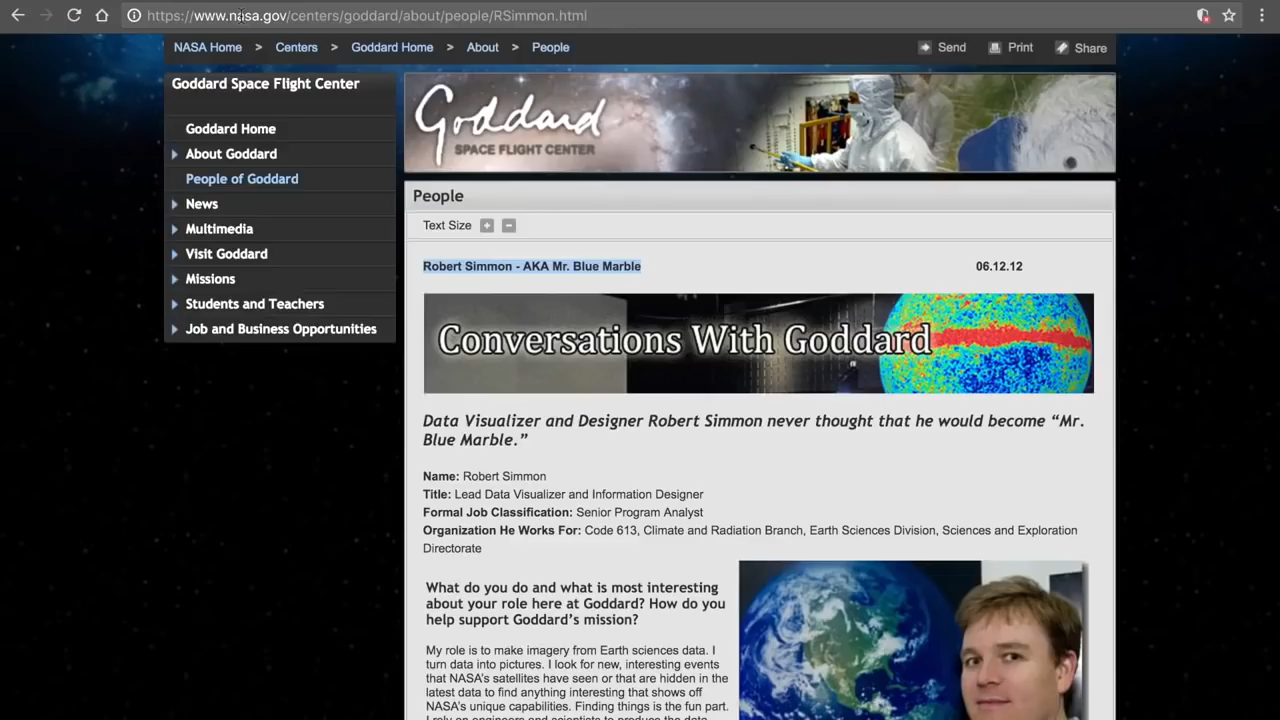 https://www.nasa.gov/centers/goddard/about/people/RSimmon.html
NASA Home > Centers > Goddard Home > About > People
Send Print Share
Goddard Space Flight Center
Goddard Home
About Goddard
People of Goddard
News
Multimedia
Visit Goddard
Missions
Students and Teachers
Job and Business Opportunities
Goddard
SPACE FLIGHT CENTER
People
Text Size + -
Robert Simmon - AKA Mr. Blue Marble 06.12.12
Conversations With Goddard
Data Visualizer and Designer Robert Simmon never thought that he would become “Mr.
Blue Marble.”
Name: Robert Simmon
Title: Lead Data Visualizer and Information Designer
Formal Job Classification: Senior Program Analyst
Organization He Works For: Code 613, Climate and Radiation Branch, Earth Sciences Division, Sciences and Exploration
Directorate
What do you do and what is most interesting
about your role here at Goddard? How do you
help support Goddard’s mission?
My role is to make imagery from Earth sciences data. I
turn data into pictures. I look for new, interesting events
that NASA’s satellites have seen or that are hidden in the
latest data to find anything interesting that shows off
NASA’s unique capabilities. Finding things is the fun part.
I rely on engineers and scientists to produce the data